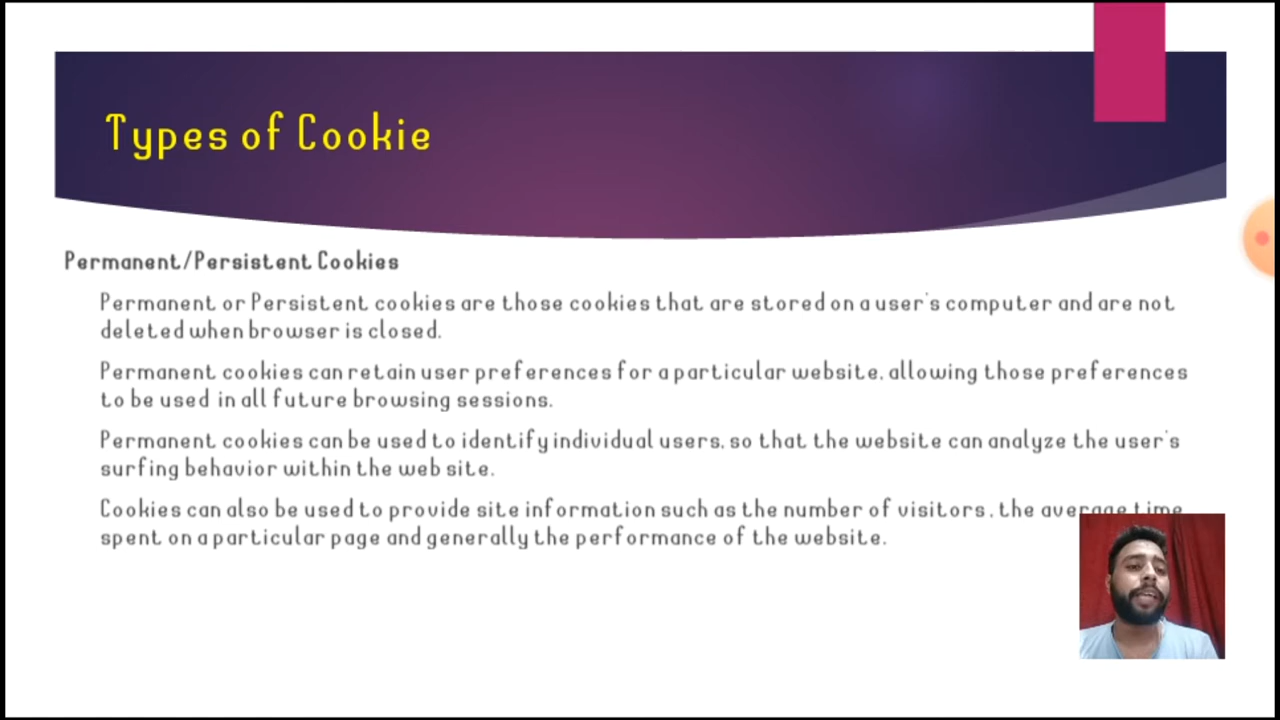 Types of Cookie
Permanent/Persistent Cookies
Permanent or Persistent cookies are those cookies that are stored on a user's computer and are not
deleted when browser is closed.
Permanent cookies can retain user preferences for a particular website, allowing those preferences
to be used in all future browsing sessions.
Permanent cookies can be used to identify individual users, so that the website can analyze the user's
surfing behavior within the web site.
Cookies can also be used to provide site information such as the number of visitors, the average time
spent on a particular page and generally the performance of the website.